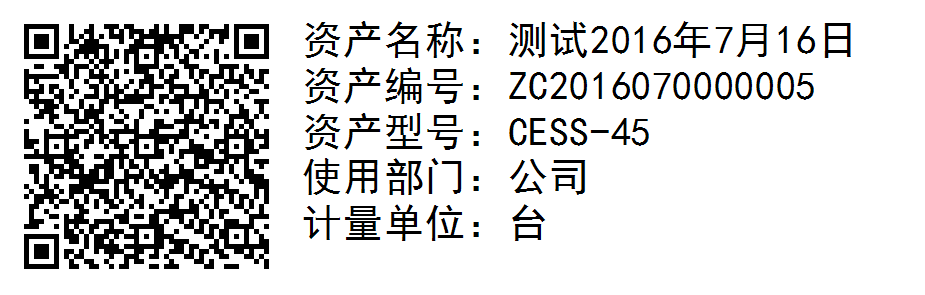 资产名称：测试2016年7月16日
资产编号：ZC2016070000005
资产型号：CESS-45
使用部门：公司
计量单位：台